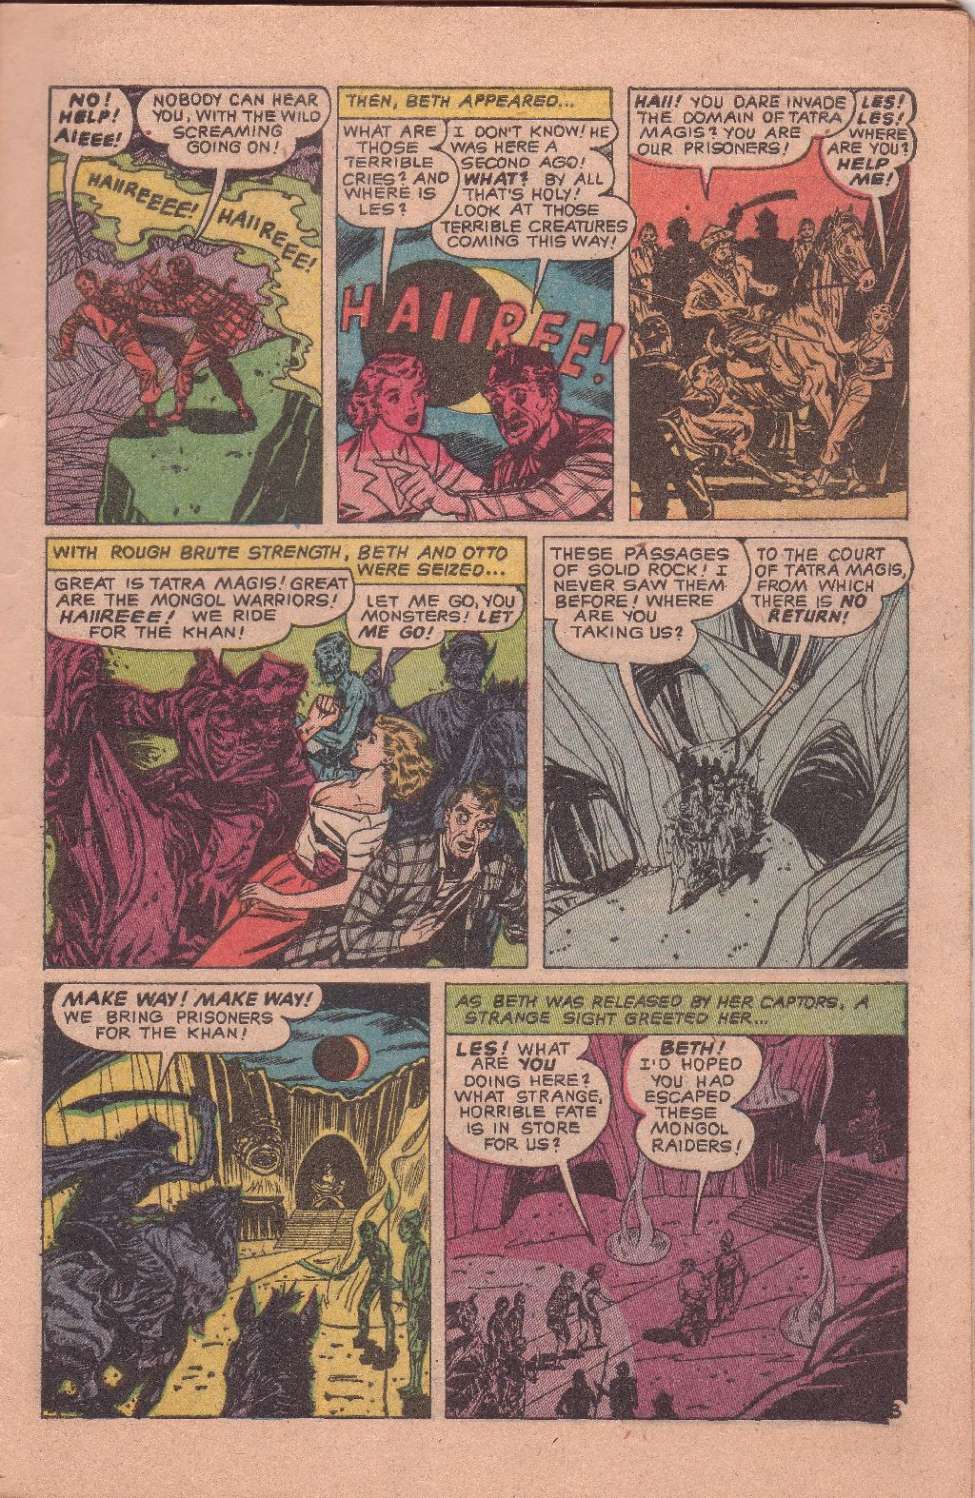 NO!
HELP!
AIEEE!
NOBODY CAN HEAR
YOU, WITH THE WILD
SCREAMING
GOING ON!
HAIIREEEE!
HAIIREEE!
THEN, BETH APPEARED...
WHAT ARE
THOSE
TERRIBLE
CRIES? AND
WHERE IS
LES?
I DON'T KNOW! HE
WAS HERE A
SECOND AGO!
WHAT? BY ALL
THAT'S HOLY!
LOOK AT THOSE
TERRIBLE CREATURES
COMING THIS WAY!
HAIIREE!
HAII! YOU DARE INVADE
THE DOMAIN OF TATRA
MAGIS? YOU ARE
OUR PRISONERS!
LES!
LES!
WHERE
ARE YOU?
HELP
ME!
WITH ROUGH BRUTE STRENGTH, BETH AND OTTO
WERE SEIZED...
GREAT IS TATRA MAGIS! GREAT
ARE THE MONGOL WARRIORS!
HAIIREEE! WE RIDE
FOR THE KHAN!
LET ME GO, YOU
MONSTERS! LET
ME GO!
THESE PASSAGES
OF SOLID ROCK! I
NEVER SAW THEM
BEFORE! WHERE
ARE YOU
TAKING US?
TO THE COURT
OF TATRA MAGIS,
FROM WHICH
THERE IS NO
RETURN!
MAKE WAY! MAKE WAY!
WE BRING PRISONERS
FOR THE KHAN!
AS BETH WAS RELEASED BY HER CAPTORS, A
STRANGE SIGHT GREETED HER...
LES! WHAT
ARE YOU
DOING HERE?
WHAT STRANGE,
HORRIBLE FATE
IS IN STORE
FOR US?
BETH!
I'D HOPED
YOU HAD
ESCAPED
THESE
MONGOL
RAIDERS!